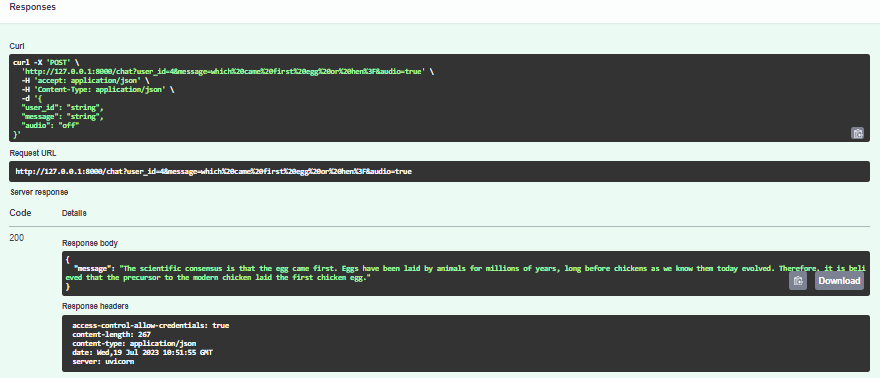 Responses
Curl
curl -X 'POST' \
  'http://127.0.0.1:8000/chat?user_id=4&message=which%20came%20first%20egg%20or%20hen%3F&audio=true' \
  -H 'accept: application/json' \
  -H 'Content-Type: application/json' \
  -d '{
  "user_id": "string",
  "message": "string",
  "audio": "off"
}'
Request URL
http://127.0.0.1:8000/chat?user_id=4&message=which%20came%20first%20egg%20or%20hen%3F&audio=true
Server response
Code Details
200
Response body
{
  "message": "The scientific consensus is that the egg came first. Eggs have been laid by animals for millions of years, long before chickens as we know them today evolved. Therefore, it is beli
eved that the precursor to the modern chicken laid the first chicken egg."
}
Download
Response headers
access-control-allow-credentials: true
content-length: 267
content-type: application/json
date: Wed,19 Jul 2023 10:51:55 GMT
server: uvicorn